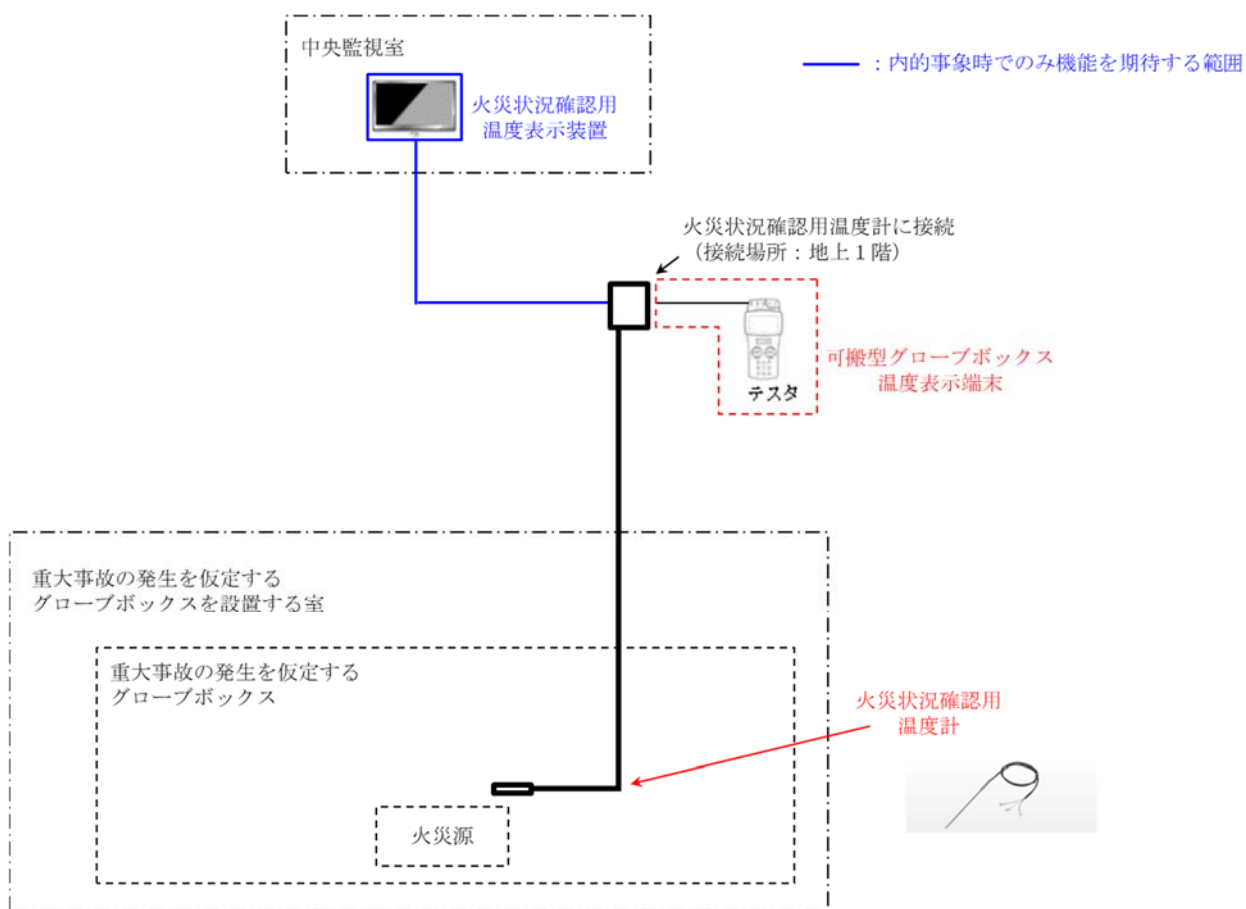 中央監視室
火災状況確認用
温度表示装置
:内的事象時でのみ機能を期待する範囲
火災状況確認用温度計に接続
(接続場所:地上1階)
可搬型グローブボックス
温度表示端末
テスタ
重大事故の発生を仮定する
グローブボックスを設置する室
重大事故の発生を仮定する
グローブボックス
火災状況確認用
温度計
火災源